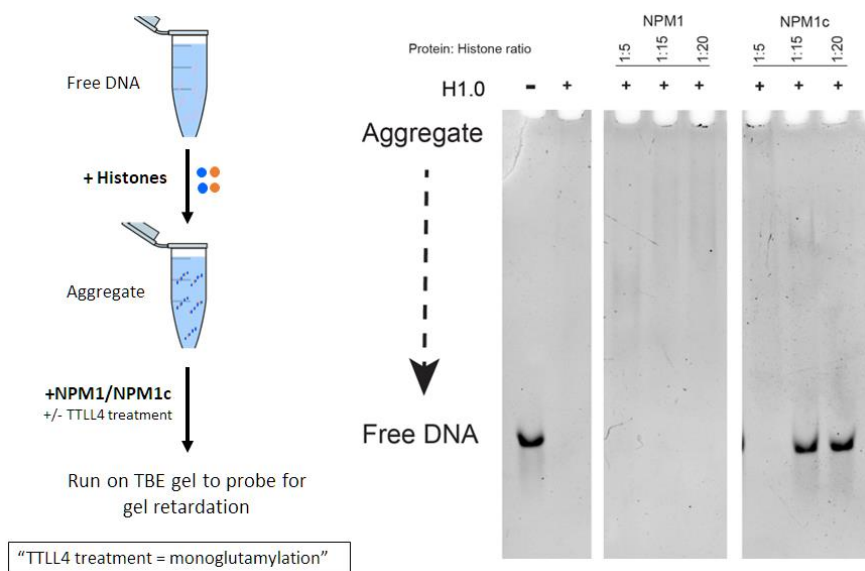 Free DNA
+ Histones
Aggregate
+NPM1/NPM1c
+/- TTLL4 treatment
Run on TBE gel to probe for
gel retardation
“TTLL4 treatment = monoglutamylation”
NPM1
NPM1c
Protein: Histone ratio
1:5
1:15
1:20
1:5
1:15
1:20
H1.0
- + + + + + + +
Aggregate
Free DNA